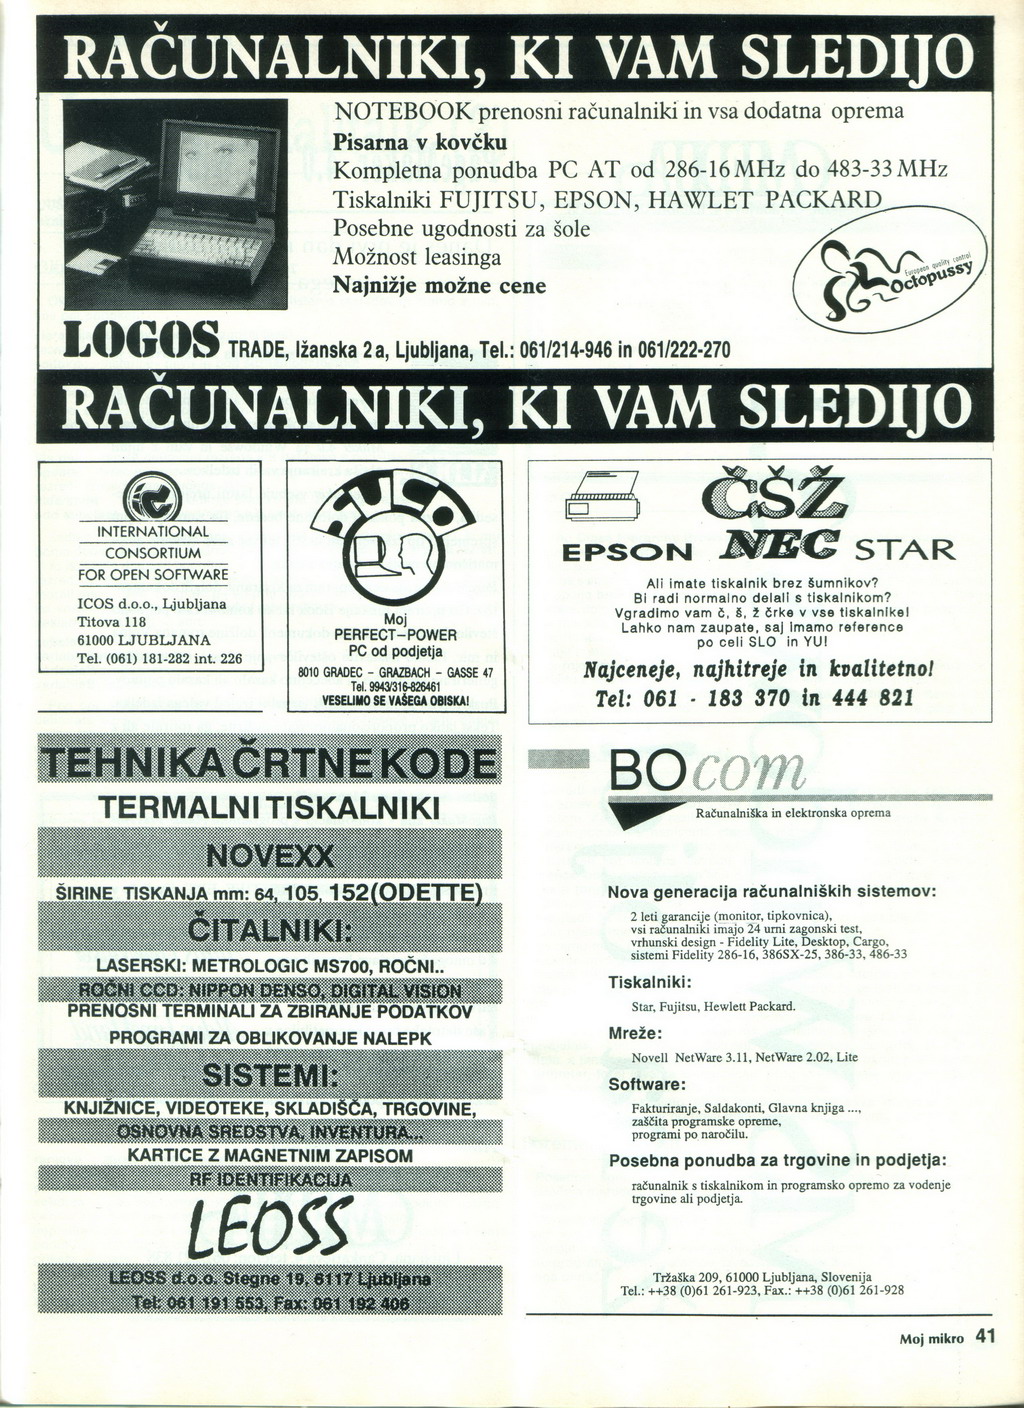 RAČUNALNIKI, KI VAM SLEDIJO
NOTEBOOK prenosni računalniki in vsa dodatna oprema
Pisarna v kovčku
Kompletna ponudba PC AT od 286-16MHz do 483-33MHz
Tiskalniki FUJITSU, EPSON, HAWLET PACKARD
Posebne ugodnosti za šole
Možnost leasinga
Najnižje možne cene
European quality control
Octopussy
LOGOS TRADE, Ižanska 2a, Ljubljana, Tel.: 061/214-946 in 061/222-270
RAČUNALNIKI, KI VAM SLEDIJO
INTERNATIONAL
CONSORTIUM
FOR OPEN SOFTWARE
ICOS d.o.o., Ljubljana
Titova 118
61000 LJUBLJANA
Tel. (061) 181-282 int. 226
SUCO
Moj
PERFECT-POWER
PC od podjetja
8010 GRADEC - GRAZBACH - GASSE 47
Tel. 9943/316-826461
VESELIMO SE VAŠEGA OBISKA!
ČŠŽ
EPSON NEC STAR
Ali imate tiskalnik brez šumnikov?
Bi radi normalno delali s tiskalnikom?
Vgradimo vam č, š, ž črke v vse tiskalnike!
Lahko nam zaupate, saj imamo reference
po celi SLO in YU!
Najceneje, najhitreje in kvalitetno!
Tel: 061 - 183 370 in 444 821
TEHNIKA ČRTNE KODE
TERMALNI TISKALNIKI
NOVEXX
ŠIRINE TISKANJA mm: 64, 105, 152(ODETTE)
ČITALNIKI:
LASERSKI: METROLOGIC MS700, ROČNI..
ROČNI CCD: NIPPON DENSO, DIGITAL VISION
PRENOSNI TERMINALI ZA ZBIRANJE PODATKOV
PROGRAMI ZA OBLIKOVANJE NALEPK
SISTEMI:
KNJIŽNICE, VIDEOTEKE, SKLADIŠČA, TRGOVINE,
OSNOVNA SREDSTVA, INVENTURA...
KARTICE Z MAGNETNIM ZAPISOM
RF IDENTIFIKACIJA
LEOSS
LEOSS d.o.o. Stegne 19, 6117 Ljubljana
Tel: 061 191 553, Fax: 061 192 406
BOcom
Računalniška in elektronska oprema
Nova generacija računalniških sistemov:
2 leti garancije (monitor, tipkovnica),
vsi računalniki imajo 24 urni zagonski test,
vrhunski design - Fidelity Lite, Desktop, Cargo,
sistemi Fidelity 286-16, 386SX-25, 386-33, 486-33
Tiskalniki:
Star, Fujitsu, Hewlett Packard.
Mreže:
Novell NetWare 3.11, NetWare 2.02, Lite
Software:
Fakturiranje, Saldakonti, Glavna knjiga ...,
zaščita programske opreme,
programi po naročilu.
Posebna ponudba za trgovine in podjetja:
računalnik s tiskalnikom in programsko opremo za vodenje
trgovine ali podjetja.
Tržaška 209, 61000 Ljubljana, Slovenija
Tel.: ++38 (0)61 261-923, Fax.: ++38 (0)61 261-928
Moj mikro 41